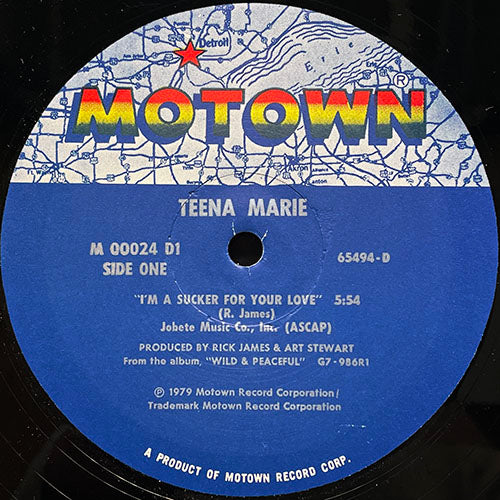 Detroit
Erie
MOTOWN®
Akron
TEENA MARIE
M 00024 D1
65494-D
SIDE ONE
"I'M A SUCKER FOR YOUR LOVE" 5:54
(R. James)
Jobete Music Co., Inc. (ASCAP)
PRODUCED BY RICK JAMES & ART STEWART
From the album, "WILD & PEACEFUL" G7-986R1
℗ 1979 Motown Record Corporation/
Trademark Motown Record Corporation
A PRODUCT OF MOTOWN RECORD CORP.